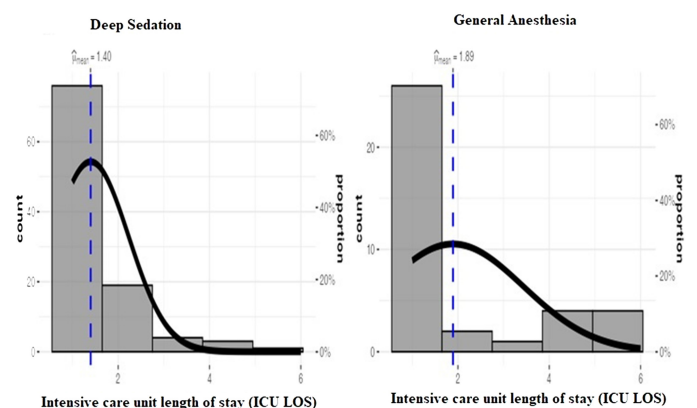 Deep Sedation
μ̂mean = 1.40
count
60
40
20
0
60%
40%
20%
0%
proportion
2
4
6
Intensive care unit length of stay (ICU LOS)
General Anesthesia
μ̂mean = 1.89
count
20
10
0
60%
40%
20%
0%
proportion
2
4
6
Intensive care unit length of stay (ICU LOS)